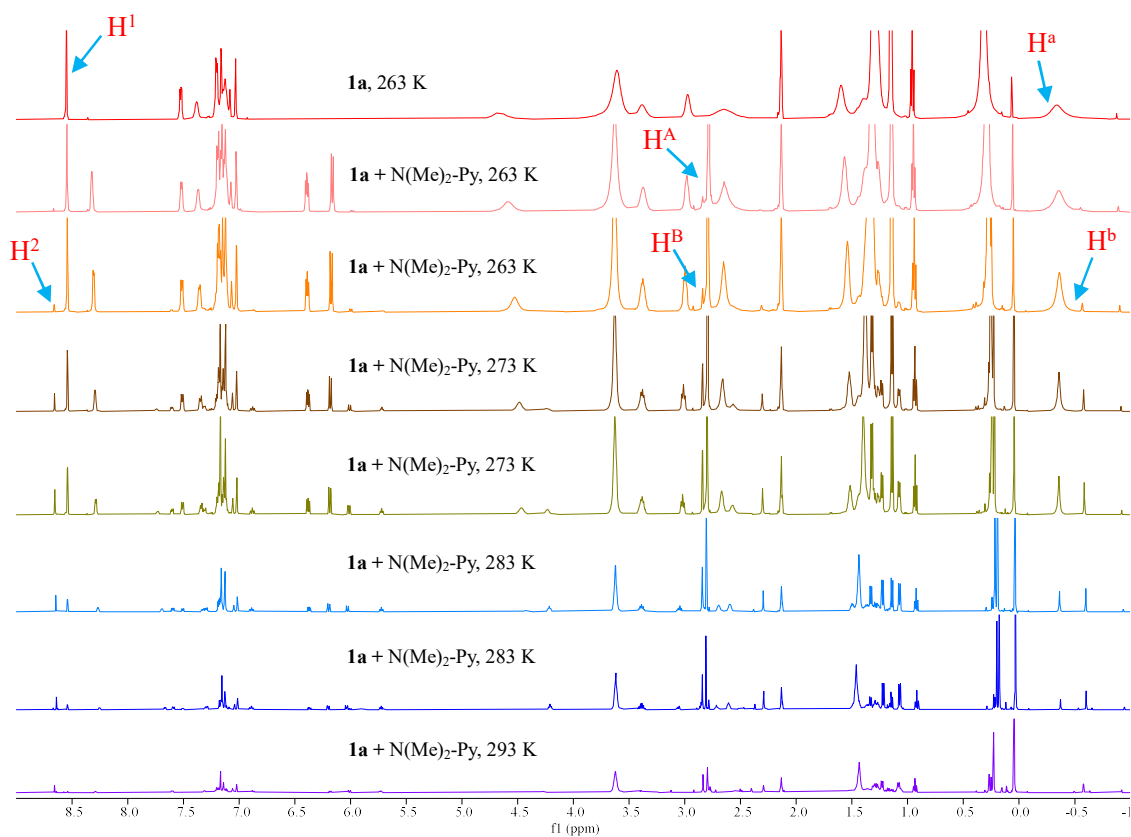 H¹
Hᵃ
1a, 263 K
Hᴬ
1a + N(Me)₂-Py, 263 K
H²
Hᴮ
Hᵇ
1a + N(Me)₂-Py, 263 K
1a + N(Me)₂-Py, 273 K
1a + N(Me)₂-Py, 273 K
1a + N(Me)₂-Py, 283 K
1a + N(Me)₂-Py, 283 K
1a + N(Me)₂-Py, 293 K
8.5 8.0 7.5 7.0 6.5 6.0 5.5 5.0 4.5 4.0 3.5 3.0 2.5 2.0 1.5 1.0 0.5 0.0 -0.5 -1
f1 (ppm)